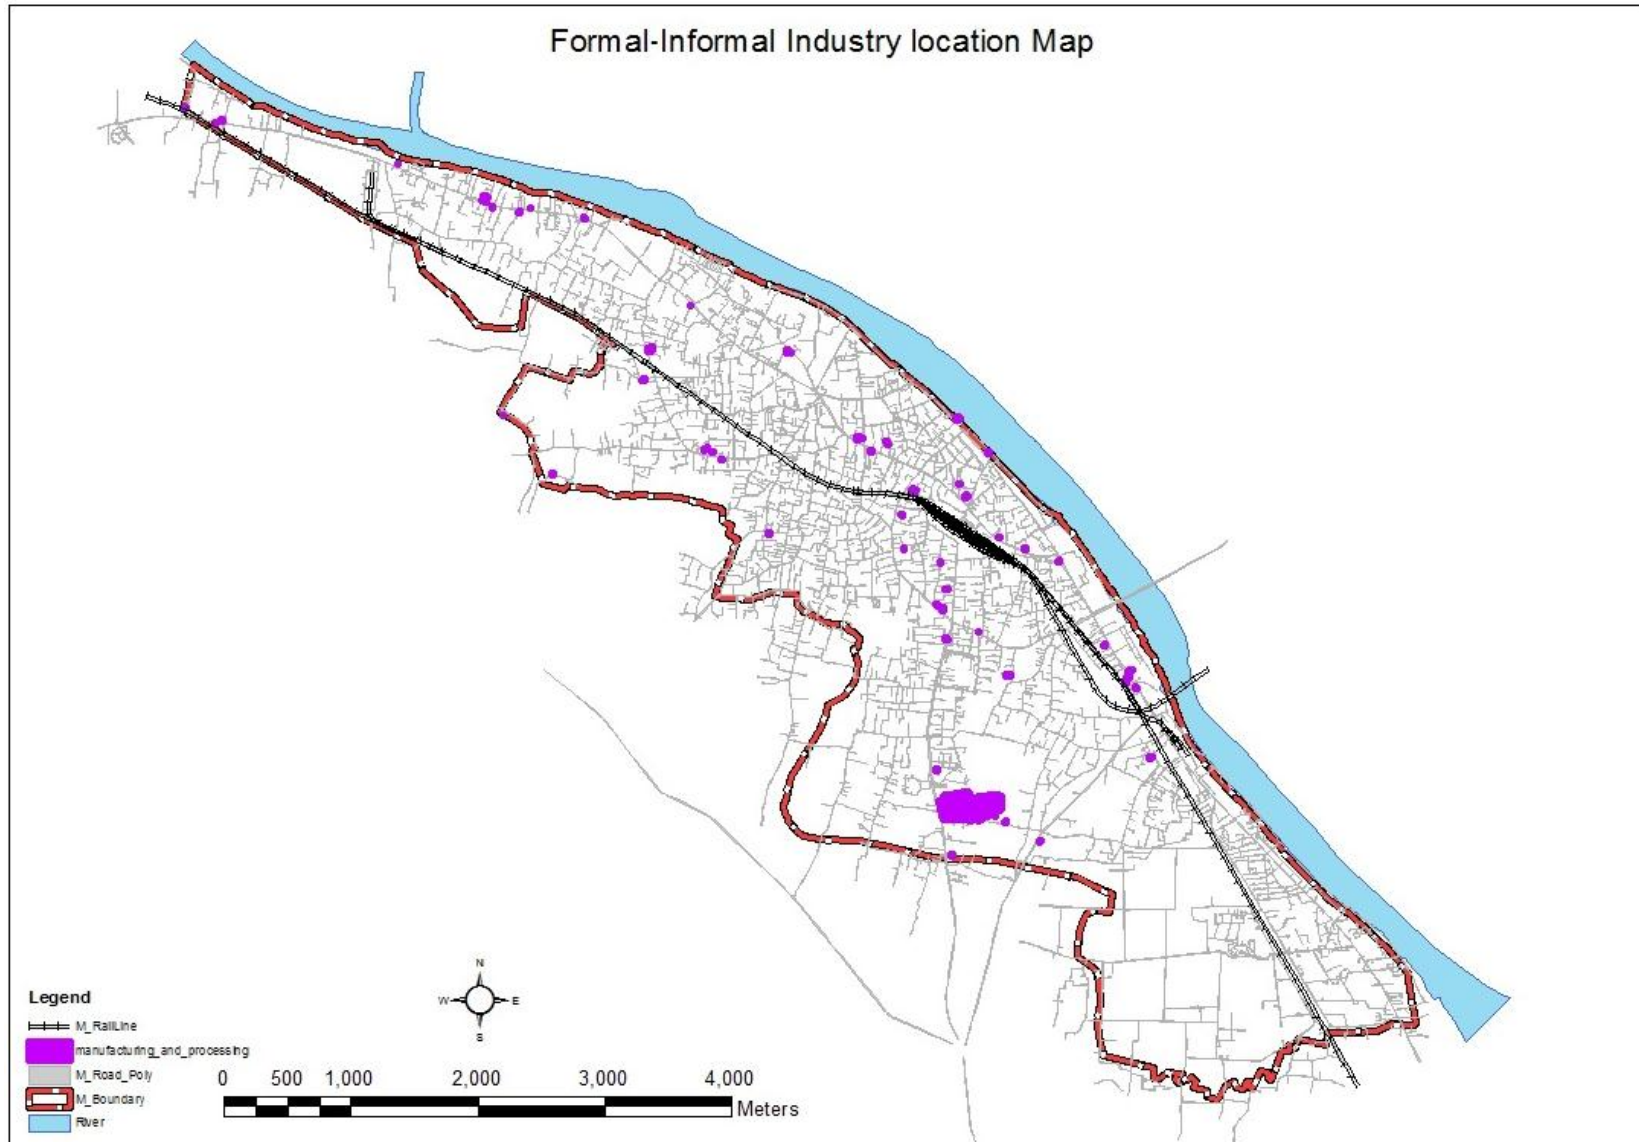 Formal-Informal Industry location Map
N
W E
S
Legend
M_RailLine
manufacturing_and_processing
M_Road_Poly
M_Boundary
River
0 500 1,000 2,000 3,000 4,000
Meters